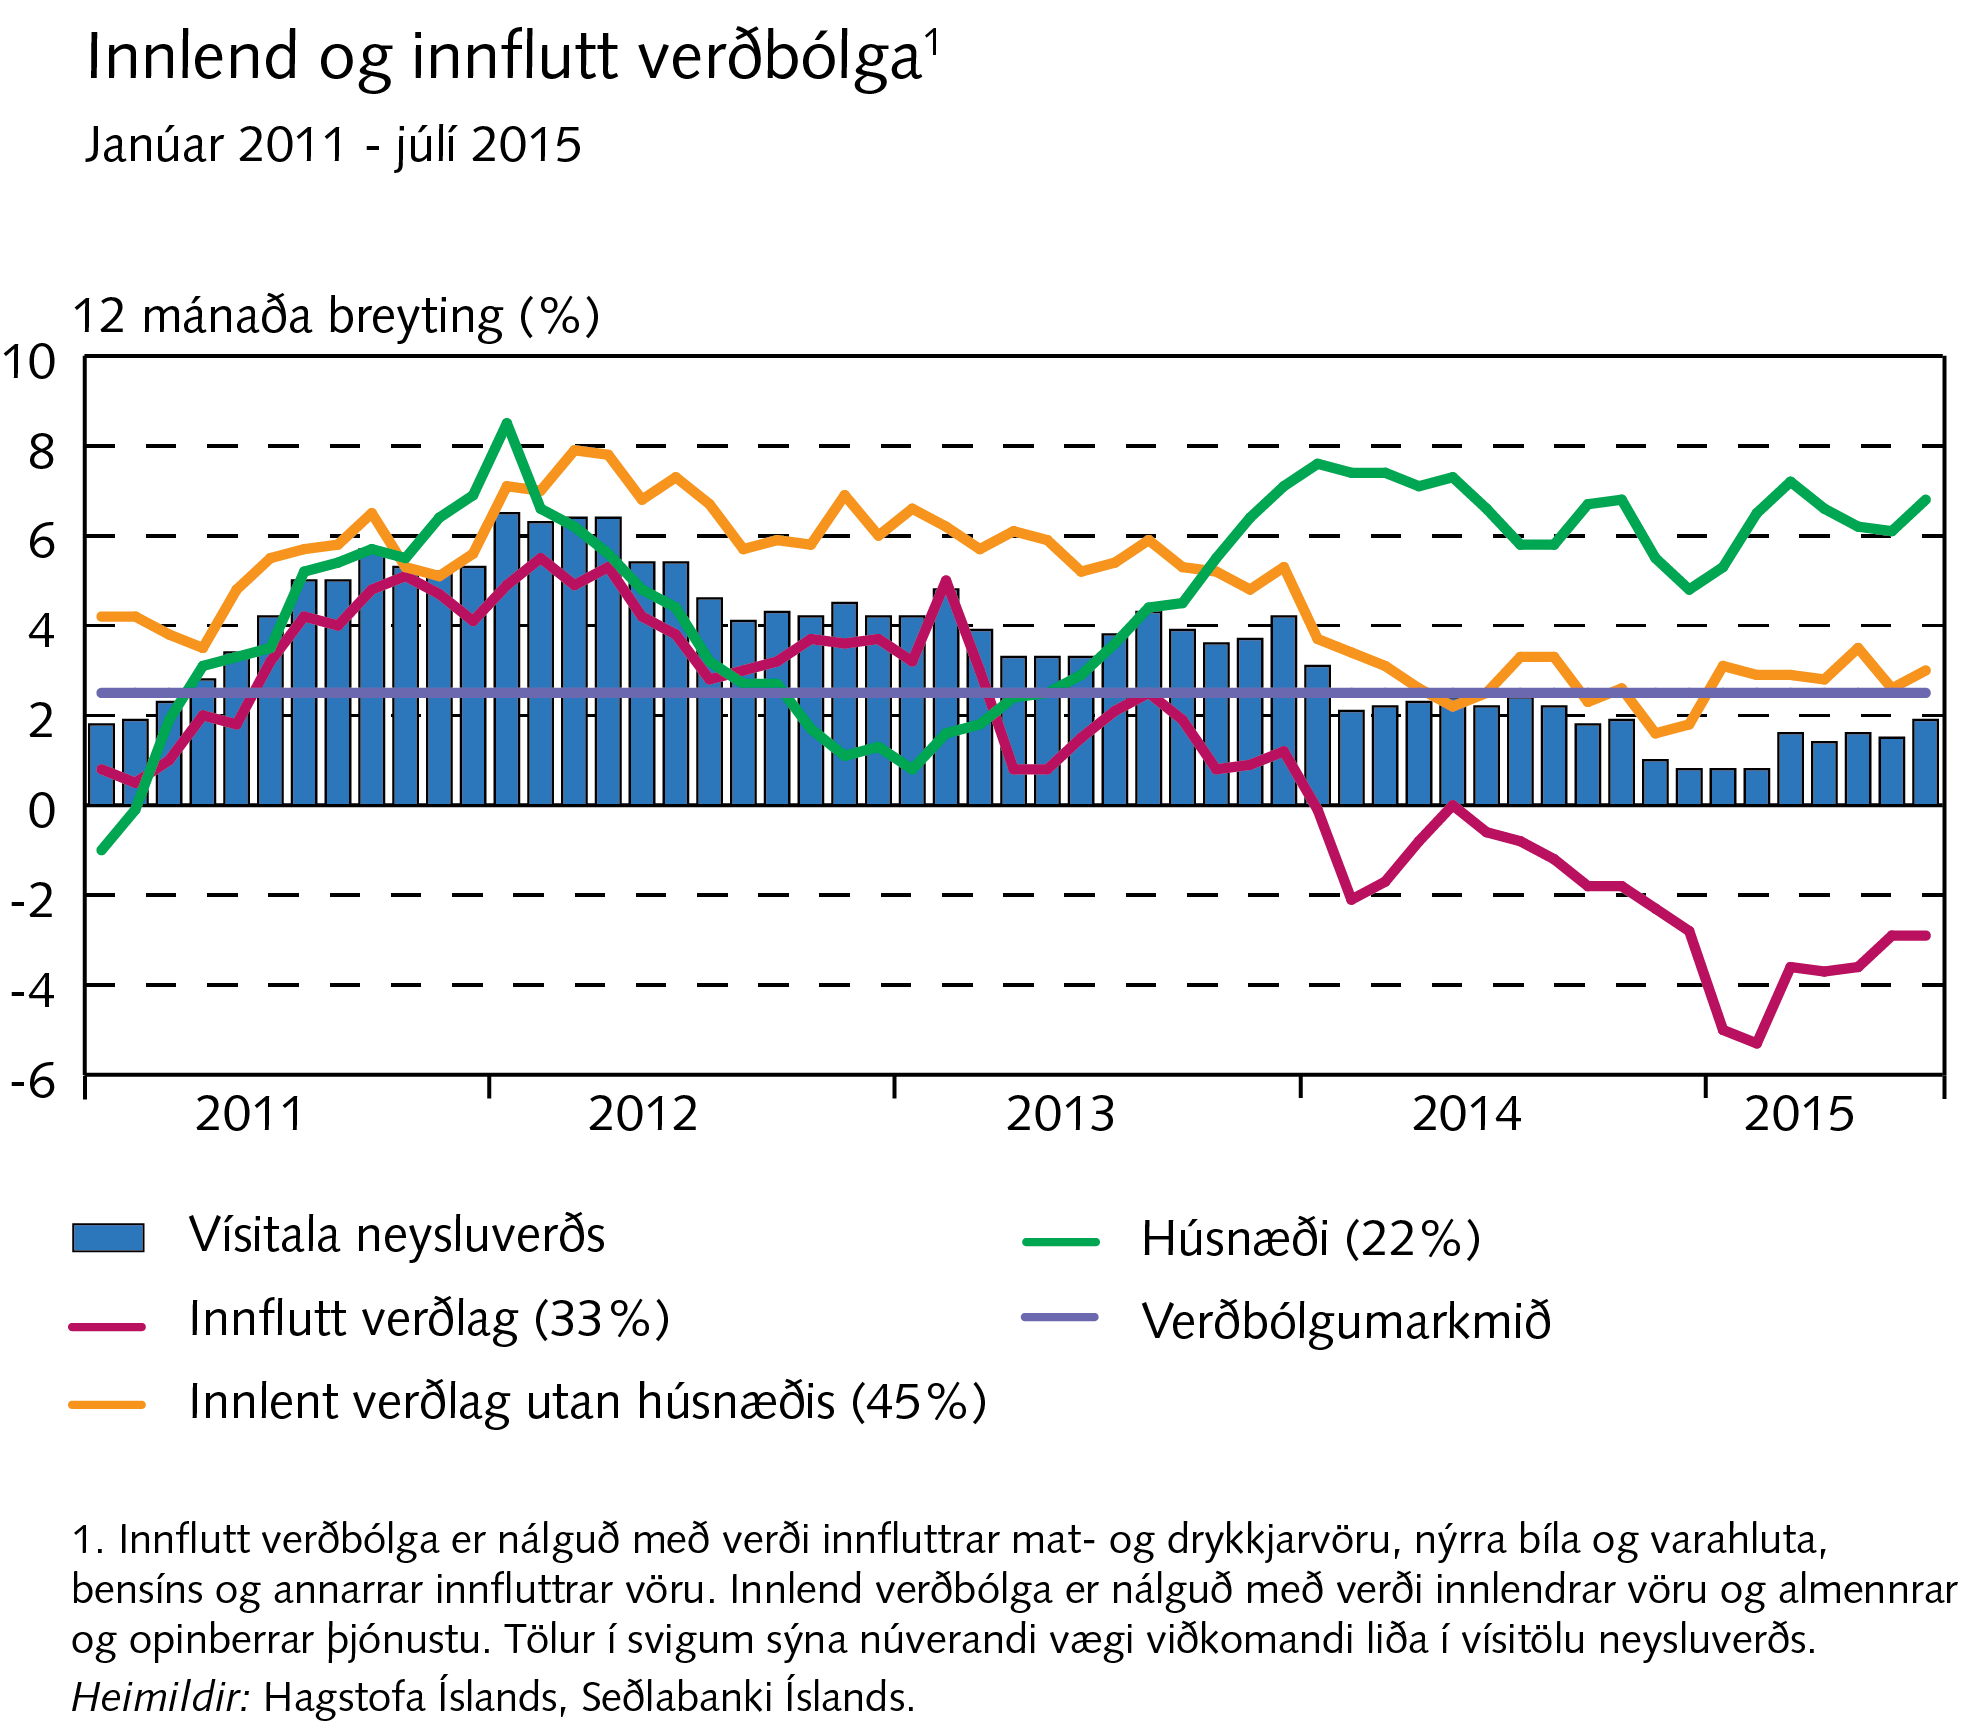 Innlend og innflutt verðbólga¹
Janúar 2011 - júlí 2015
12 mánaða breyting (%)
10
8
6
4
2
0
-2
-4
-6
2011 2012 2013 2014 2015
Vísitala neysluverðs
Innflutt verðlag (33%)
Innlent verðlag utan húsnæðis (45%)
Húsnæði (22%)
Verðbólgumarkmið
1. Innflutt verðbólga er nálguð með verði innfluttrar mat- og drykkjarvöru, nýrra bíla og varahluta,
bensíns og annarrar innfluttrar vöru. Innlend verðbólga er nálguð með verði innlendrar vöru og almennrar
og opinberrar þjónustu. Tölur í svigum sýna núverandi vægi viðkomandi liða í vísitölu neysluverðs.
Heimildir: Hagstofa Íslands, Seðlabanki Íslands.